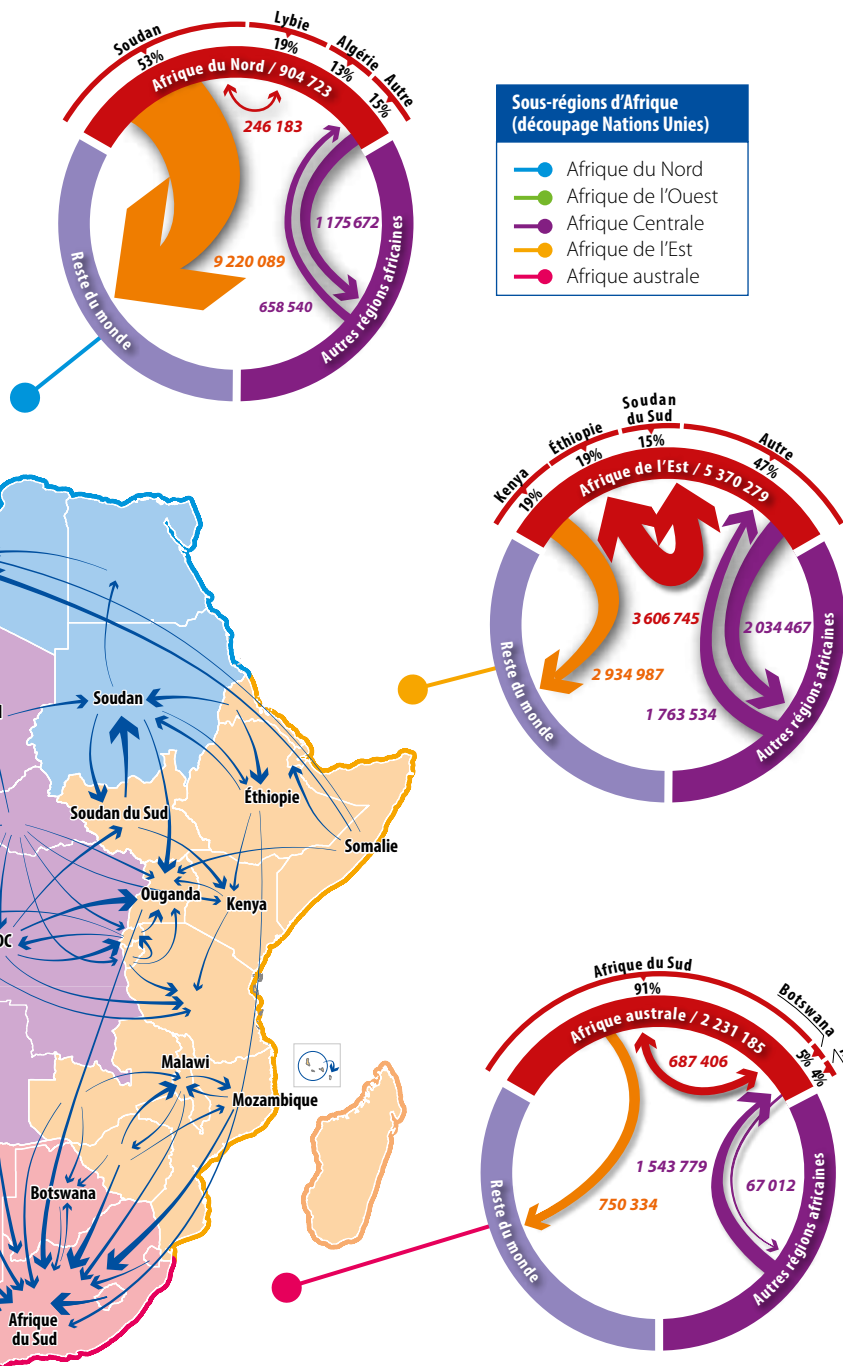 Soudan
53%
Lybie
19%
Algérie
13%
Autre
15%
Afrique du Nord / 904 723
246 183
1 175 672
9 220 089
658 540
Reste du monde
Autres régions africaines
Sous-régions d'Afrique
(découpage Nations Unies)
Afrique du Nord
Afrique de l'Ouest
Afrique Centrale
Afrique de l'Est
Afrique australe
Kenya
19%
Éthiopie
19%
Soudan
du Sud
15%
Autre
47%
Afrique de l'Est / 5 370 279
3 606 745
2 034 467
2 934 987
1 763 534
Reste du monde
Autres régions africaines
Soudan
Soudan du Sud
Éthiopie
Somalie
Ouganda
Kenya
Malawi
Mozambique
Botswana
Afrique
du Sud
Afrique du Sud
91%
Botswana
5%
4%
Afrique australe / 2 231 185
687 406
1 543 779
67 012
750 334
Reste du monde
Autres régions africaines